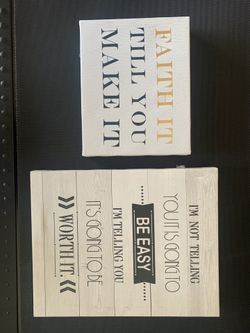 FAITH IT
TILL YOU
MAKE IT
I'M NOT TELLING
YOU IT IS GOING TO
BE EASY
I'M TELLING YOU
IT'S GOING TO BE
WORTH IT.